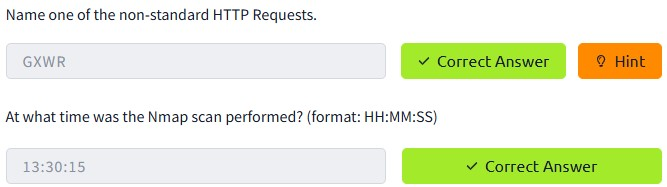 Name one of the non-standard HTTP Requests.
GXWR
Correct Answer
Hint
At what time was the Nmap scan performed? (format: HH:MM:SS)
13:30:15
Correct Answer